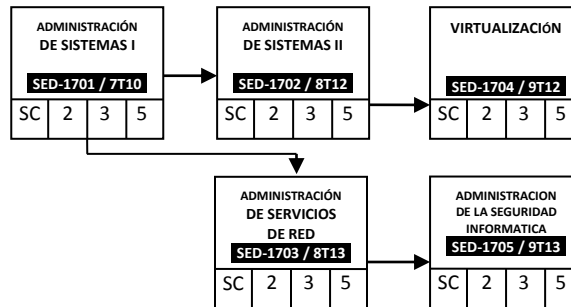 ADMINISTRACIÓN
DE SISTEMAS I
SED-1701 / 7T10
SC 2 3 5
ADMINISTRACIÓN
DE SISTEMAS II
SED-1702 / 8T12
SC 2 3 5
VIRTUALIZACIÓN
SED-1704 / 9T12
SC 2 3 5
ADMINISTRACIÓN
DE SERVICIOS
DE RED
SED-1703 / 8T13
SC 2 3 5
ADMINISTRACION
DE LA SEGURIDAD
INFORMATICA
SED-1705 / 9T13
SC 2 3 5